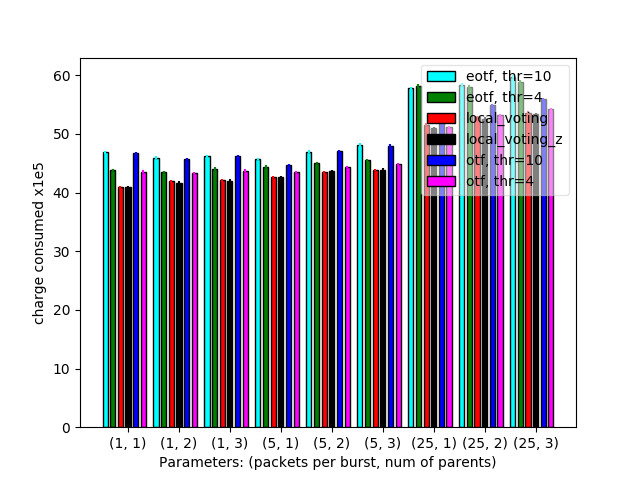 60
50
40
30
20
10
0
charge consumed x1e5
eotf, thr=10
eotf, thr=4
local_voting
local_voting_z
otf, thr=10
otf, thr=4
(1, 1) (1, 2) (1, 3) (5, 1) (5, 2) (5, 3) (25, 1) (25, 2) (25, 3)
Parameters: (packets per burst, num of parents)